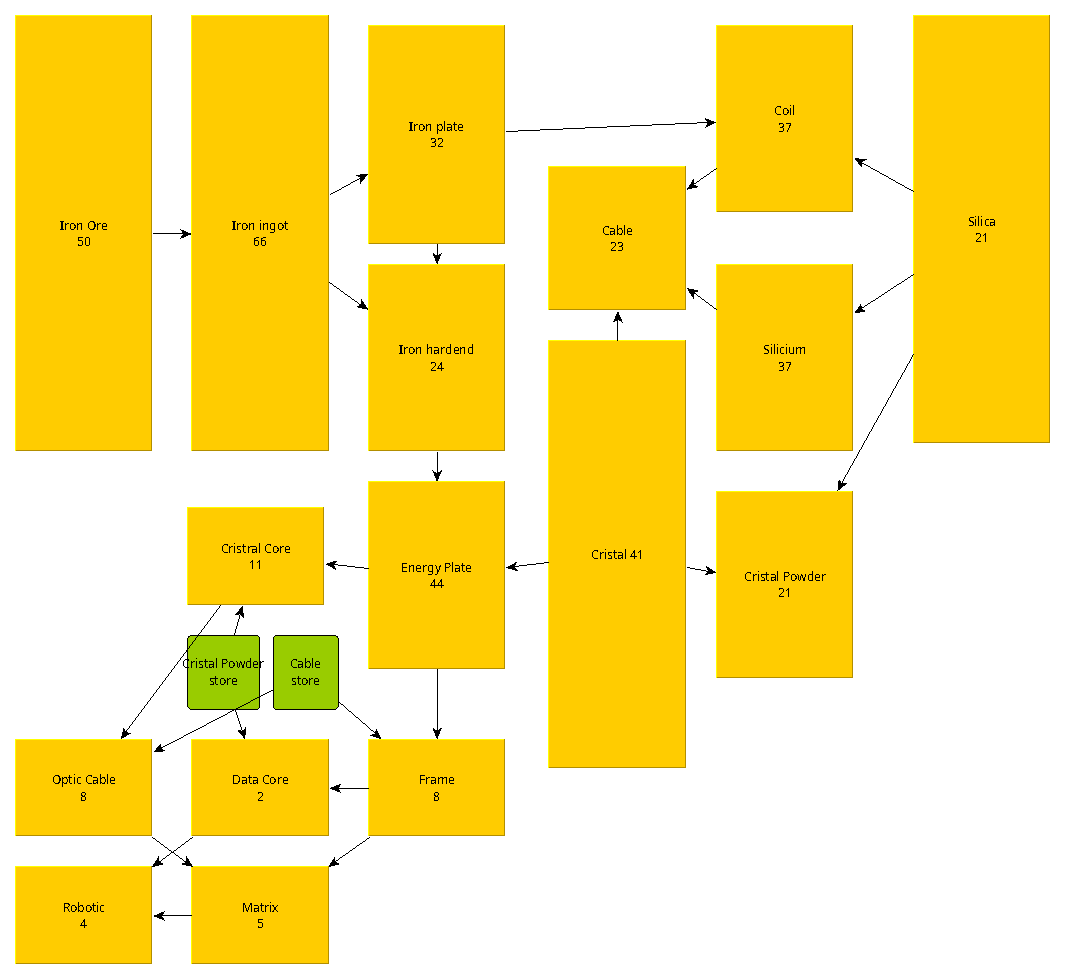 Iron Ore
50
Iron ingot
66
Iron plate
32
Coil
37
Cable
23
Silica
21
Iron hardend
24
Silicium
37
Cristral Core
11
Energy Plate
44
Cristal 41
Cristal Powder
21
Cristal Powder
store
Cable
store
Optic Cable
8
Data Core
2
Frame
8
Robotic
4
Matrix
5